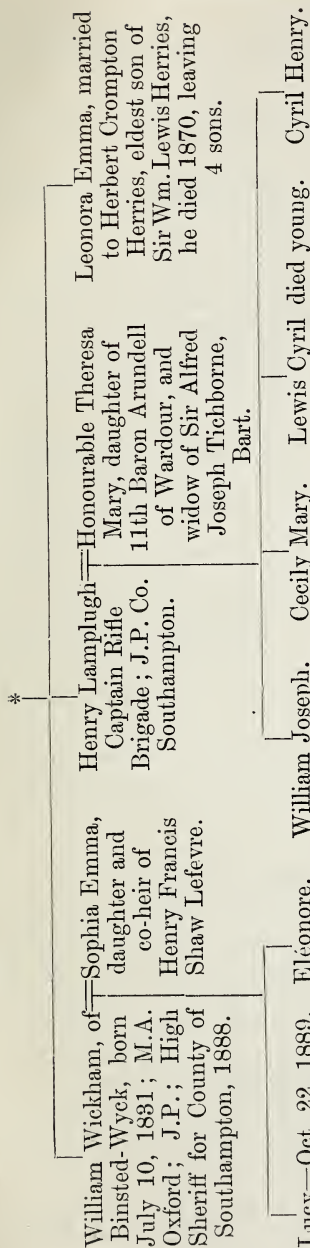 *
William Wickham, of
Binsted-Wyck, born
July 10, 1831; M.A.
Oxford; J.P.; High
Sheriff for County of
Southampton, 1888.
Sophia Emma,
daughter and
co-heir of
Henry Francis
Shaw Lefevre.
Henry Lamplugh
Captain Rifle
Brigade; J.P. Co.
Southampton.
Honourable Theresa
Mary, daughter of
11th Baron Arundell
of Wardour, and
widow of Sir Alfred
Joseph Tichborne,
Bart.
Leonora Emma, married
to Herbert Crompton
Herries, eldest son of
Sir Wm. Lewis Herries,
he died 1870, leaving
4 sons.
Lucy=Oct. 22, 1889. Eléonore. William Joseph. Cecily Mary. Lewis Cyril died young. Cyril Henry.